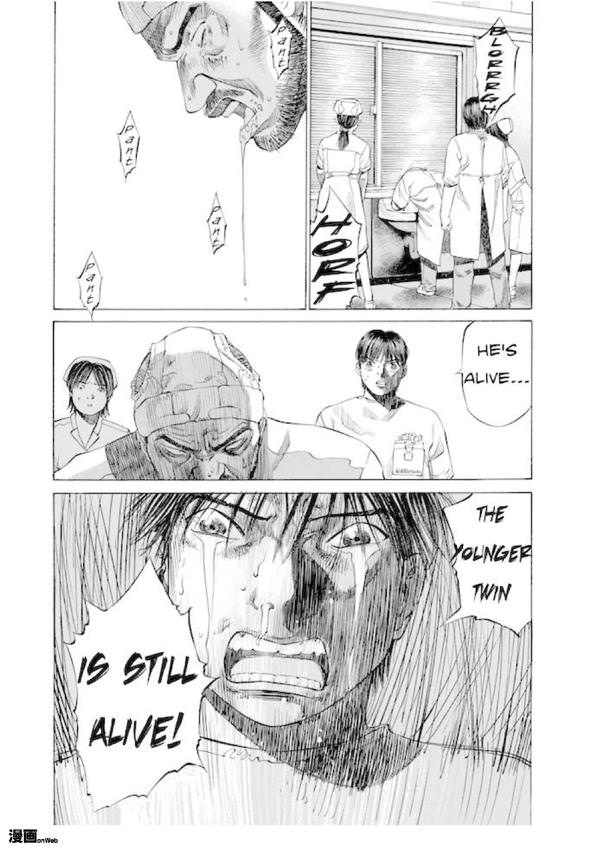 BLORRRGH
HORF
pant
pant
pant
pant
HE'S
ALIVE...
THE
YOUNGER
TWIN
IS STILL
ALIVE!
漫画onWeb